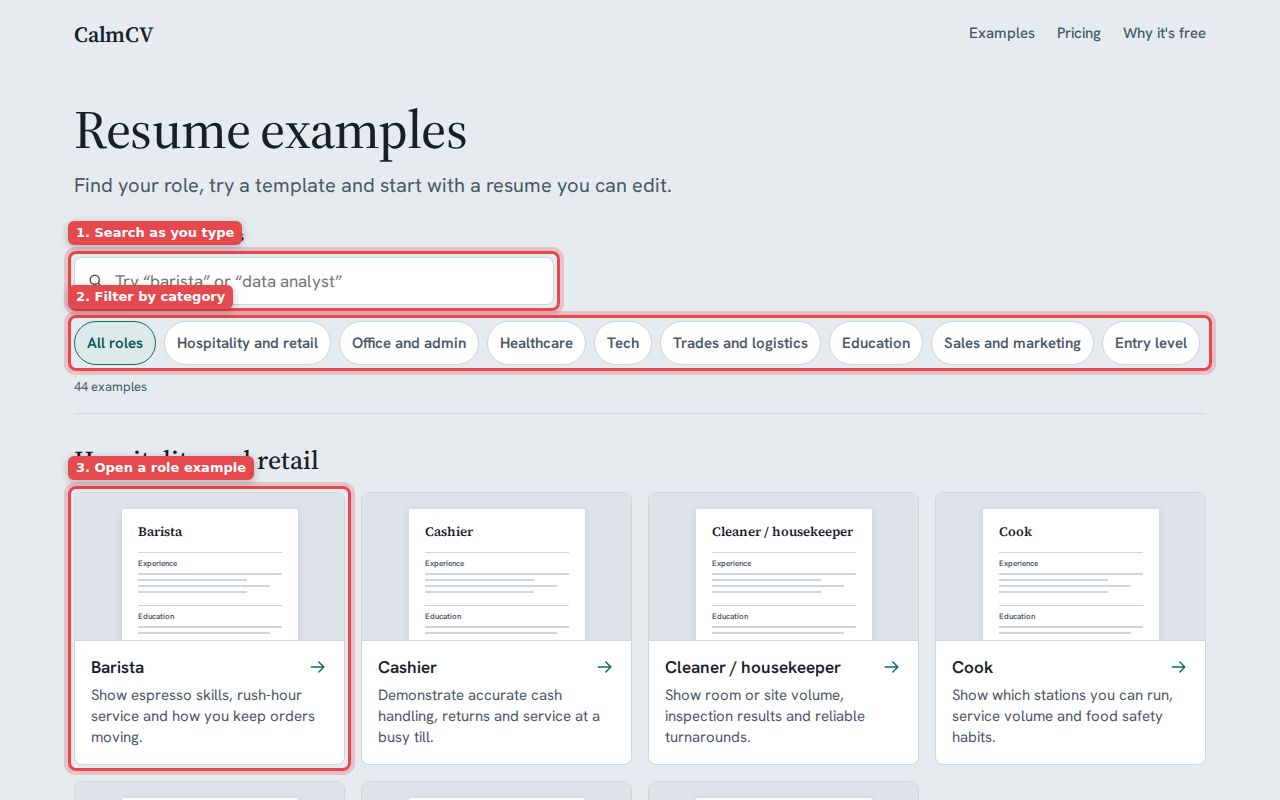 CalmCV
Examples Pricing Why it's free
Resume examples
Find your role, try a template and start with a resume you can edit.
1. Search as you type
Try “barista” or “data analyst”
2. Filter by category
All roles Hospitality and retail Office and admin Healthcare Tech Trades and logistics Education Sales and marketing Entry level
44 examples
Hospitality and retail
3. Open a role example
Barista
Experience
Education
Cashier
Experience
Education
Cleaner / housekeeper
Experience
Education
Cook
Experience
Education
Barista
Show espresso skills, rush-hour
service and how you keep orders
moving.
Cashier
Demonstrate accurate cash
handling, returns and service at a
busy till.
Cleaner / housekeeper
Show room or site volume,
inspection results and reliable
turnarounds.
Cook
Show which stations you can run,
service volume and food safety
habits.